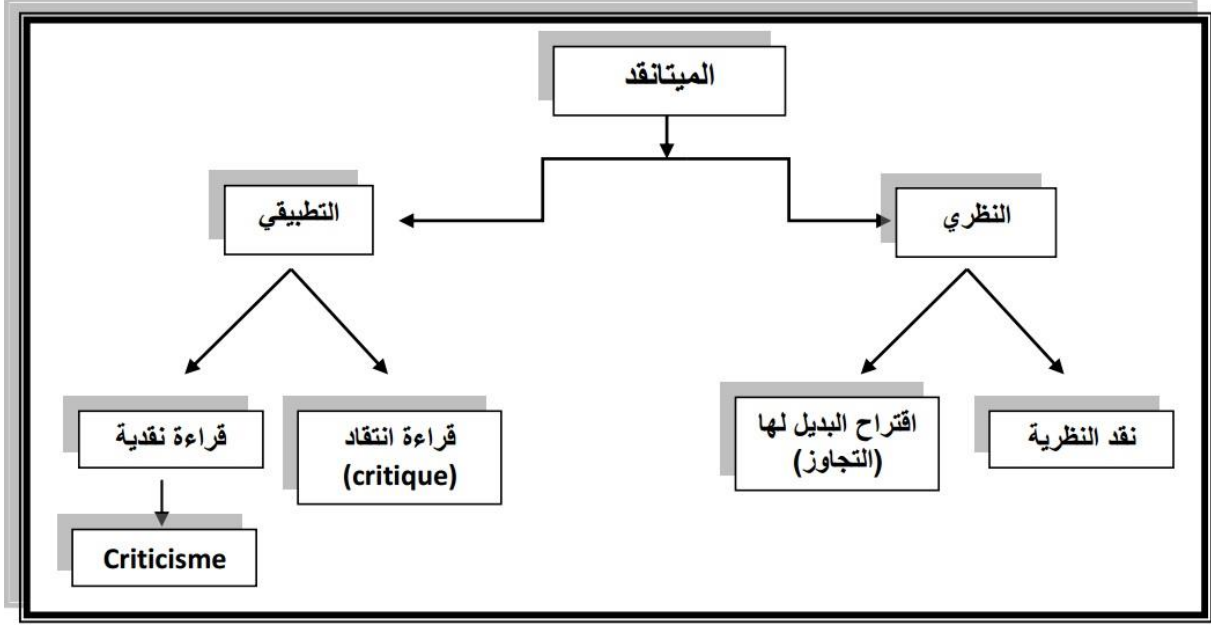 الميتانقد
النظري
التطبيقي
نقد النظرية
اقتراح البديل لها
(التجاوز)
قراءة انتقاد
(critique)
قراءة نقدية
Criticisme